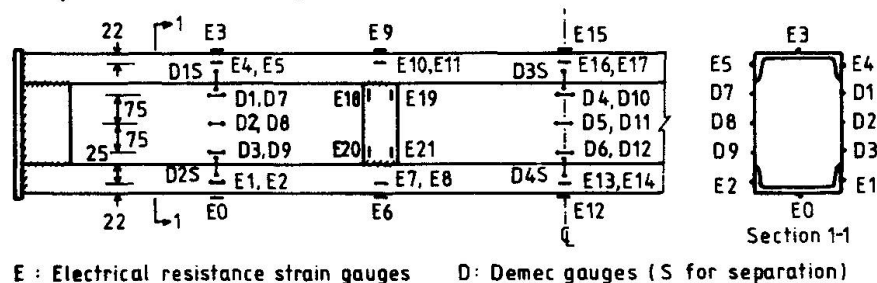 22
1
E3
E9
E15
E3
D1S
E4, E5
E10,E11
D3S
E16,E17
E5
E4
D1, D7
E18
E19
D4, D10
D7
D1
75
D2, D8
D5, D11
D8
D2
75
D3, D9
E20
E21
D6, D12
D9
D3
25
D2S
E1, E2
E7, E8
D4S
E13,E14
E2
E1
22
1
E0
E6
E12
E0
℄
Section 1-1
E : Electrical resistance strain gauges D: Demec gauges (S for separation)